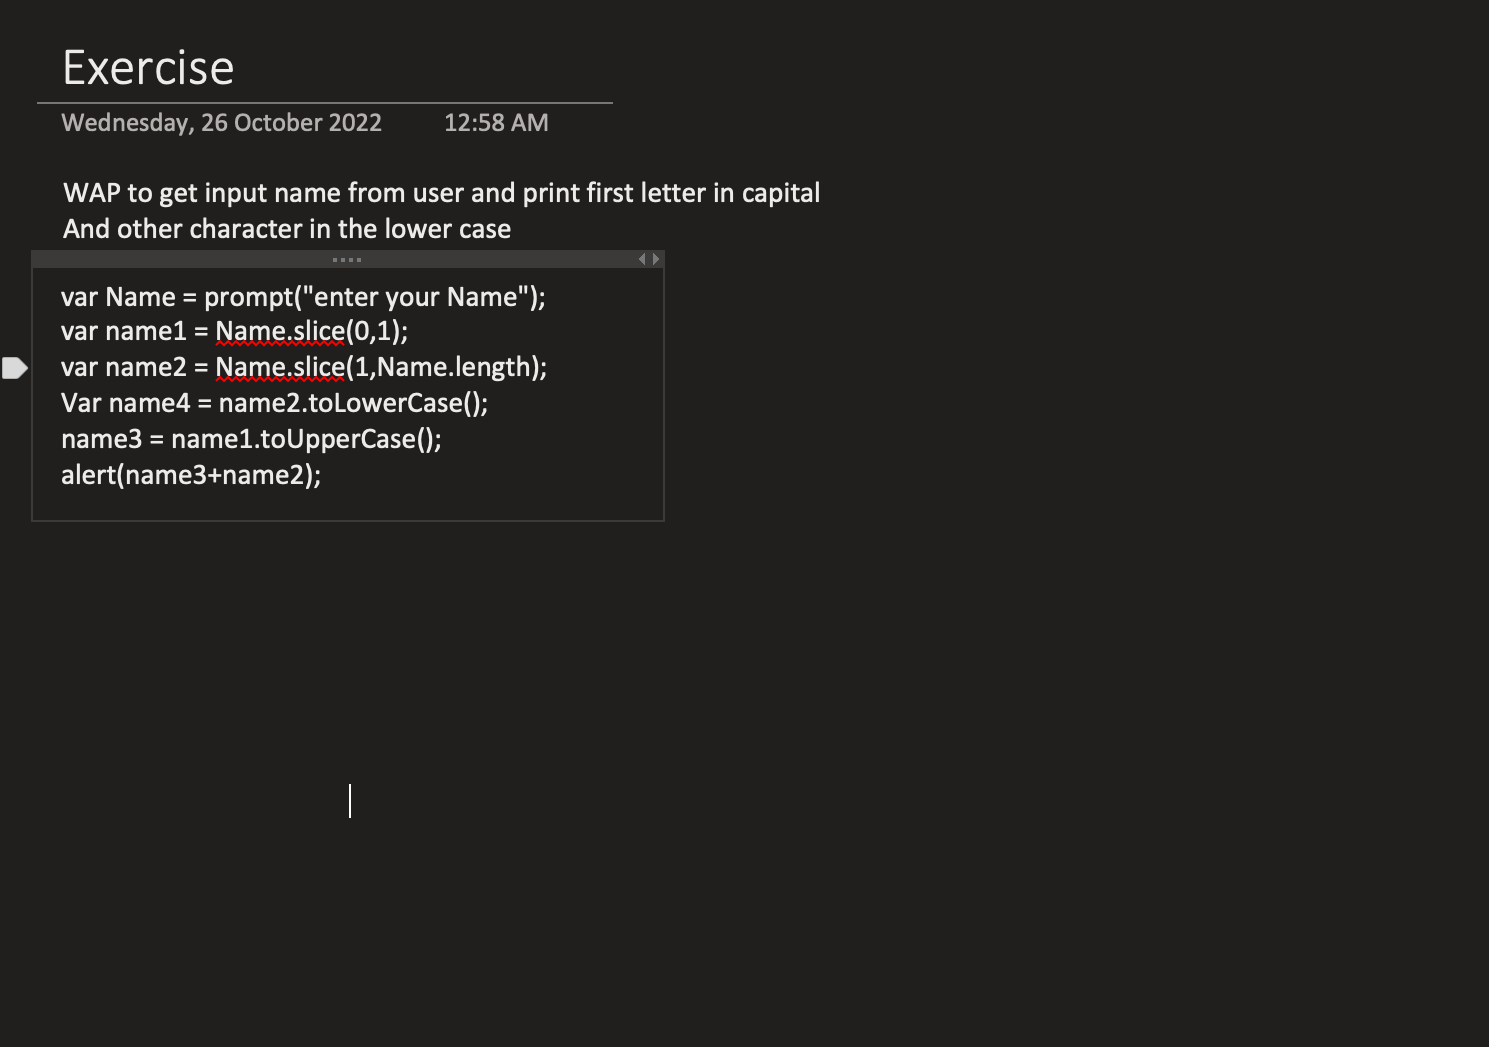 Exercise
Wednesday, 26 October 2022 12:58 AM
WAP to get input name from user and print first letter in capital
And other character in the lower case
var Name = prompt("enter your Name");
var name1 = Name.slice(0,1);
var name2 = Name.slice(1,Name.length);
Var name4 = name2.toLowerCase();
name3 = name1.toUpperCase();
alert(name3+name2);